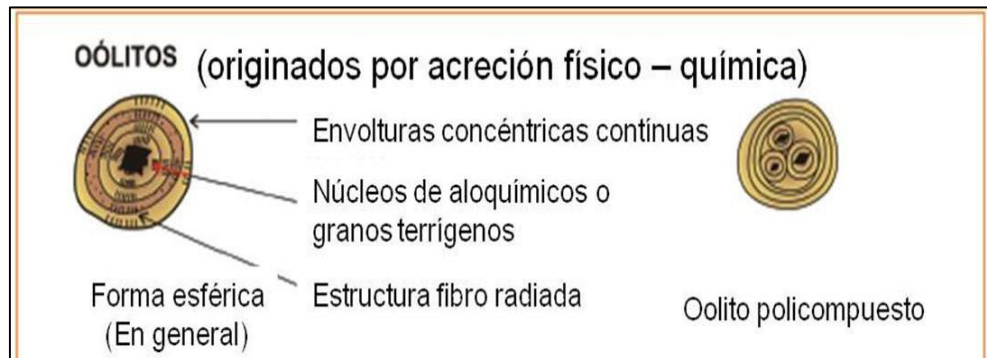 OÓLITOS (originados por acreción físico – química)
Envolturas concéntricas contínuas
Núcleos de aloquímicos o
granos terrígenos
Estructura fibro radiada
Forma esférica
(En general)
Oolito policompuesto